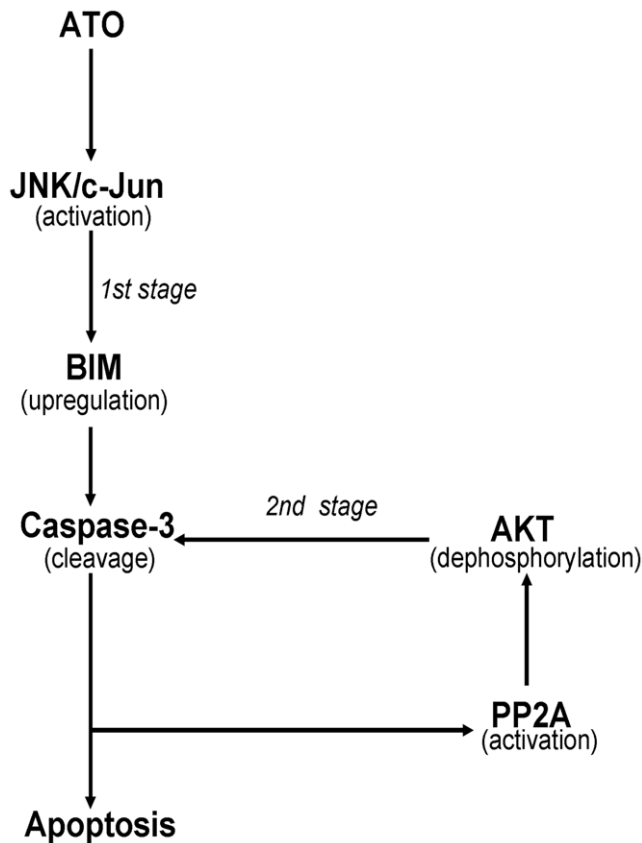 ATO
JNK/c-Jun
(activation)
1st stage
BIM
(upregulation)
2nd stage
Caspase-3
(cleavage)
AKT
(dephosphorylation)
PP2A
(activation)
Apoptosis